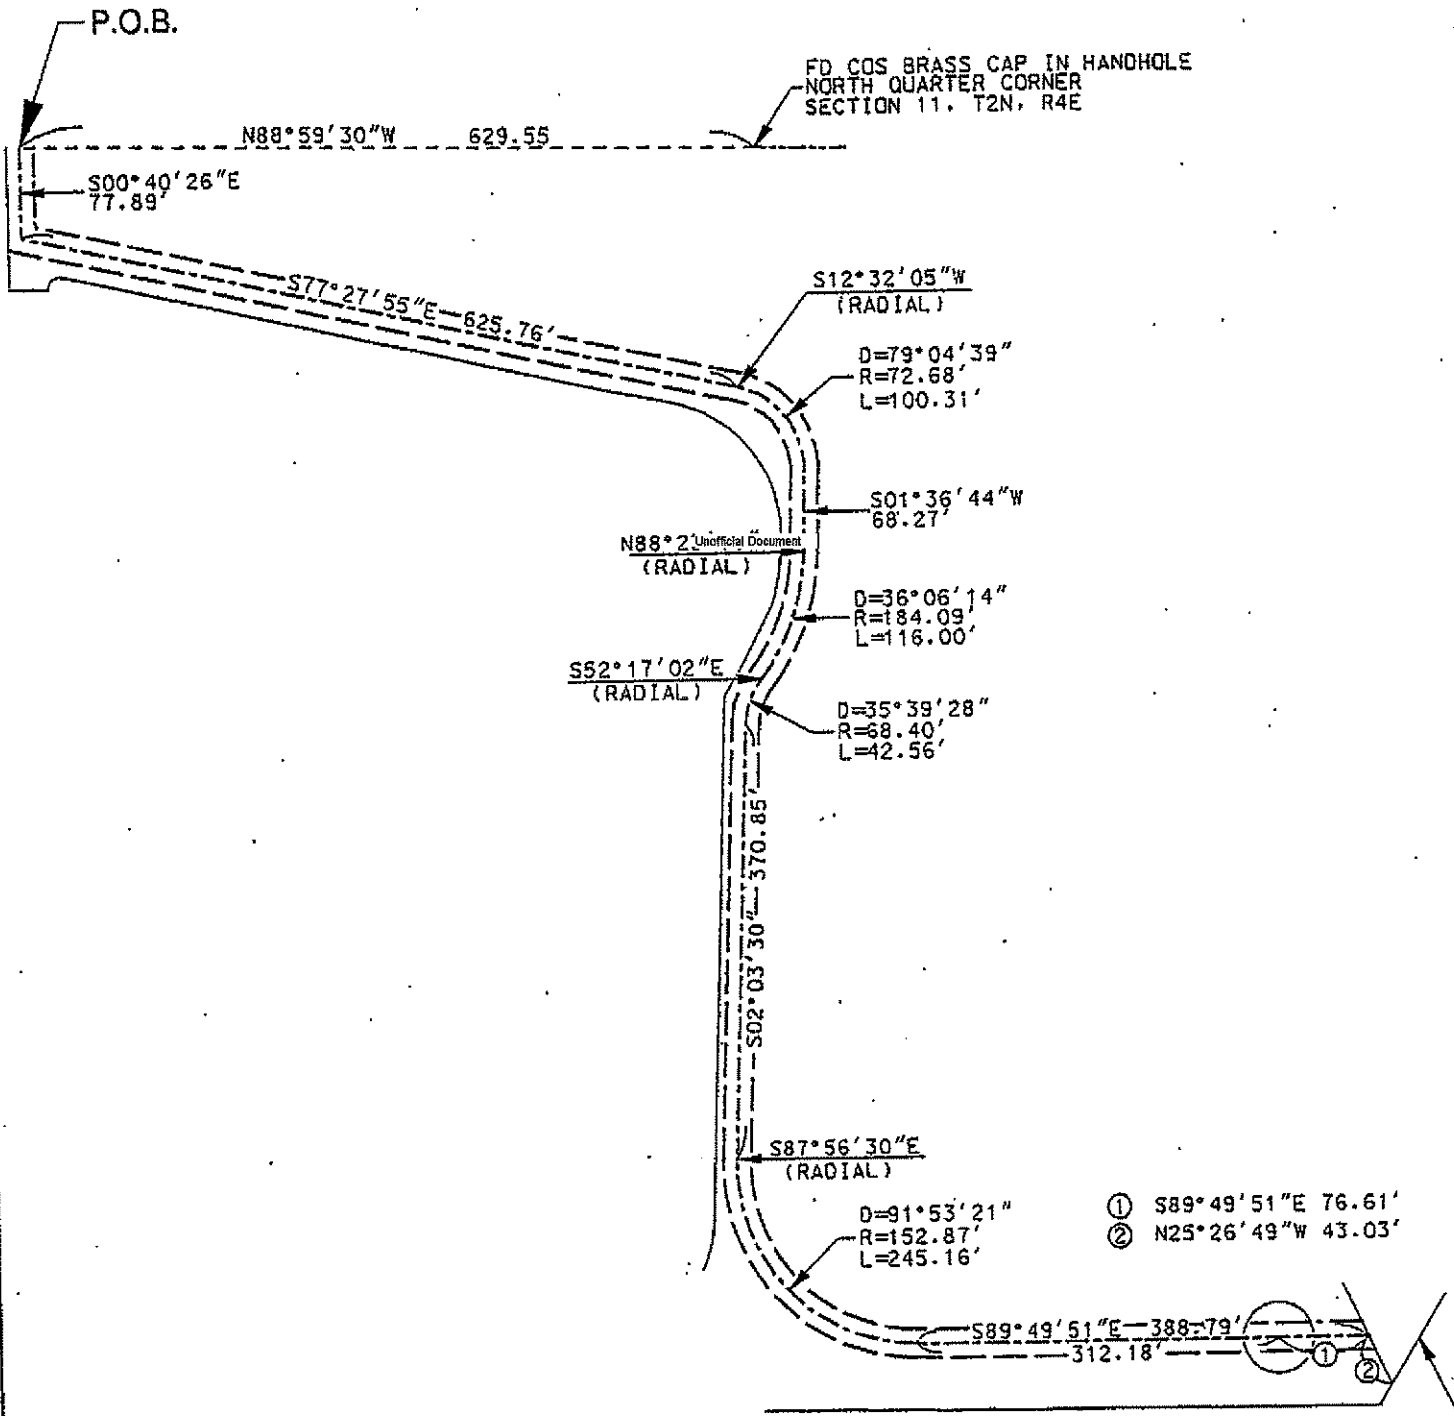 P.O.B.
FD COS BRASS CAP IN HANDHOLE
NORTH QUARTER CORNER
SECTION 11, T2N, R4E
N88°59'30"W 629.55
S00°40'26"E
77.89'
S77°27'55"E 625.76'
S12°32'05"W
(RADIAL)
D=79°04'39"
R=72.68'
L=100.31'
S01°36'44"W
68.27'
N88°2
Unofficial Document
(RADIAL)
D=36°06'14"
R=184.09'
L=116.00'
S52°17'02"E
(RADIAL)
D=35°39'28"
R=68.40'
L=42.56'
S02°03'30" 370.85'
S87°56'30"E
(RADIAL)
D=91°53'21"
R=152.87'
L=245.16'
① S89°49'51"E 76.61'
② N25°26'49"W 43.03'
S89°49'51"E 388.79'
312.18'
①
②